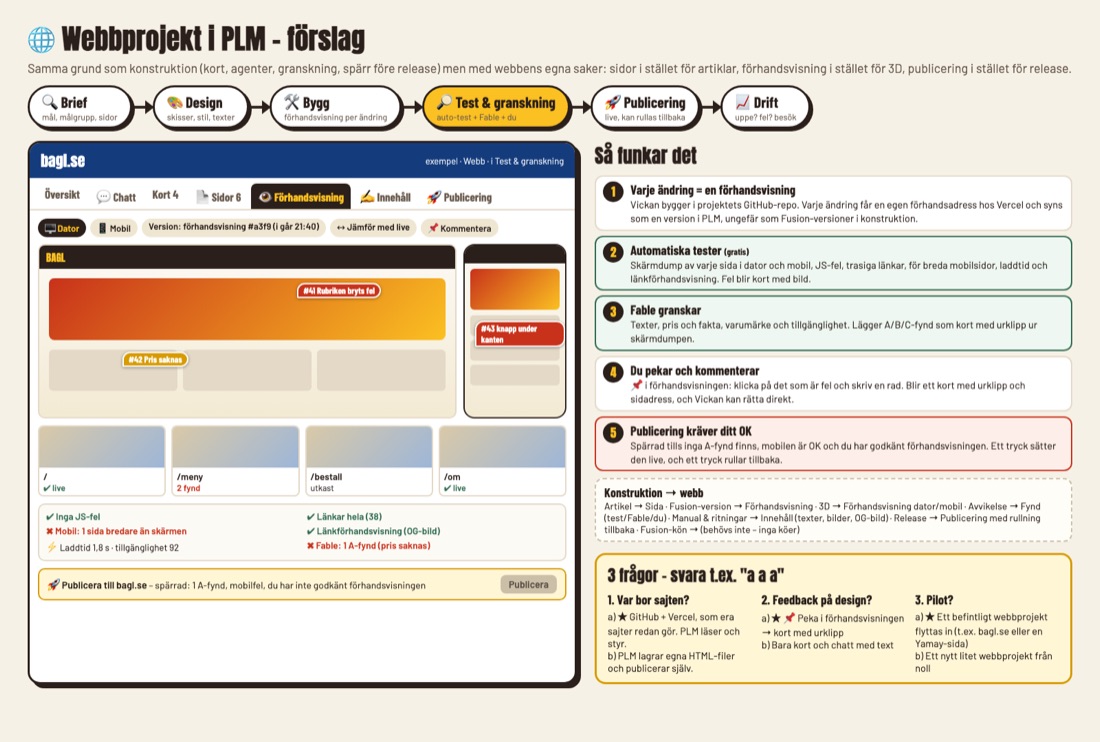 Webbprojekt i PLM - förslag
Samma grund som konstruktion (kort, agenter, granskning, spärr före release) men med webbens egna saker: sidor i stället för artiklar, förhandsvisning i stället för 3D, publicering i stället för release.
Brief
mål, målgrupp, sidor
Design
skisser, stil, texter
Bygg
förhandsvisning per ändring
Test & granskning
auto-test + Fable + du
Publicering
live, kan rullas tillbaka
Drift
uppe? fel? besök
bagl.se
exempel · Webb · i Test & granskning
Översikt
Chatt
Kort 4
Sidor 6
Förhandsvisning
Innehåll
Publicering
Dator
Mobil
Version: förhandsvisning #a3f9 (i går 21:40)
↔ Jämför med live
Kommentera
BAGL
#41 Rubriken bryts fel
#42 Pris saknas
#43 knapp under
kanten
/
✔ live
/meny
2 fynd
/bestall
utkast
/om
✔ live
✔ Inga JS-fel
✖ Mobil: 1 sida bredare än skärmen
⚡ Laddtid 1,8 s · tillgänglighet 92
✔ Länkar hela (38)
✔ Länkförhandsvisning (OG-bild)
✖ Fable: 1 A-fynd (pris saknas)
Publicera till bagl.se – spärrad: 1 A-fynd, mobilfel, du har inte godkänt förhandsvisningen
Publicera
Så funkar det
1 Varje ändring = en förhandsvisning
Vickan bygger i projektets GitHub-repo. Varje ändring får en egen förhandsadress hos Vercel och syns
som en version i PLM, ungefär som Fusion-versioner i konstruktion.
2 Automatiska tester (gratis)
Skärmdump av varje sida i dator och mobil, JS-fel, trasiga länkar, för breda mobilsidor, laddtid och
länkförhandsvisning. Fel blir kort med bild.
3 Fable granskar
Texter, pris och fakta, varumärke och tillgänglighet. Lägger A/B/C-fynd som kort med urklipp ur
skärmdumpen.
4 Du pekar och kommenterar
📌 i förhandsvisningen: klicka på det som är fel och skriv en rad. Blir ett kort med urklipp och
sidadress, och Vickan kan rätta direkt.
5 Publicering kräver ditt OK
Spärrad tills inga A-fynd finns, mobilen är OK och du har godkänt förhandsvisningen. Ett tryck sätter
den live, och ett tryck rullar tillbaka.
Konstruktion → webb
Artikel → Sida · Fusion-version → Förhandsvisning · 3D → Förhandsvisning dator/mobil · Avvikelse → Fynd
(test/Fable/du) · Manual & ritningar → Innehåll (texter, bilder, OG-bild) · Release → Publicering med rullning
tillbaka · Fusion-kön → (behövs inte – inga köer)
3 frågor - svara t.ex. "a a a"
1. Var bor sajten?
a) ★ GitHub + Vercel, som era
sajter redan gör. PLM läser och
styr.
b) PLM lagrar egna HTML-filer
och publicerar själv.
2. Feedback på design?
a) ★ 📌 Peka i förhandsvisningen
→ kort med urklipp
b) Bara kort och chatt med text
3. Pilot?
a) ★ Ett befintligt webbprojekt
flyttas in (t.ex. bagl.se eller en
Yamay-sida)
b) Ett nytt litet webbprojekt från
noll